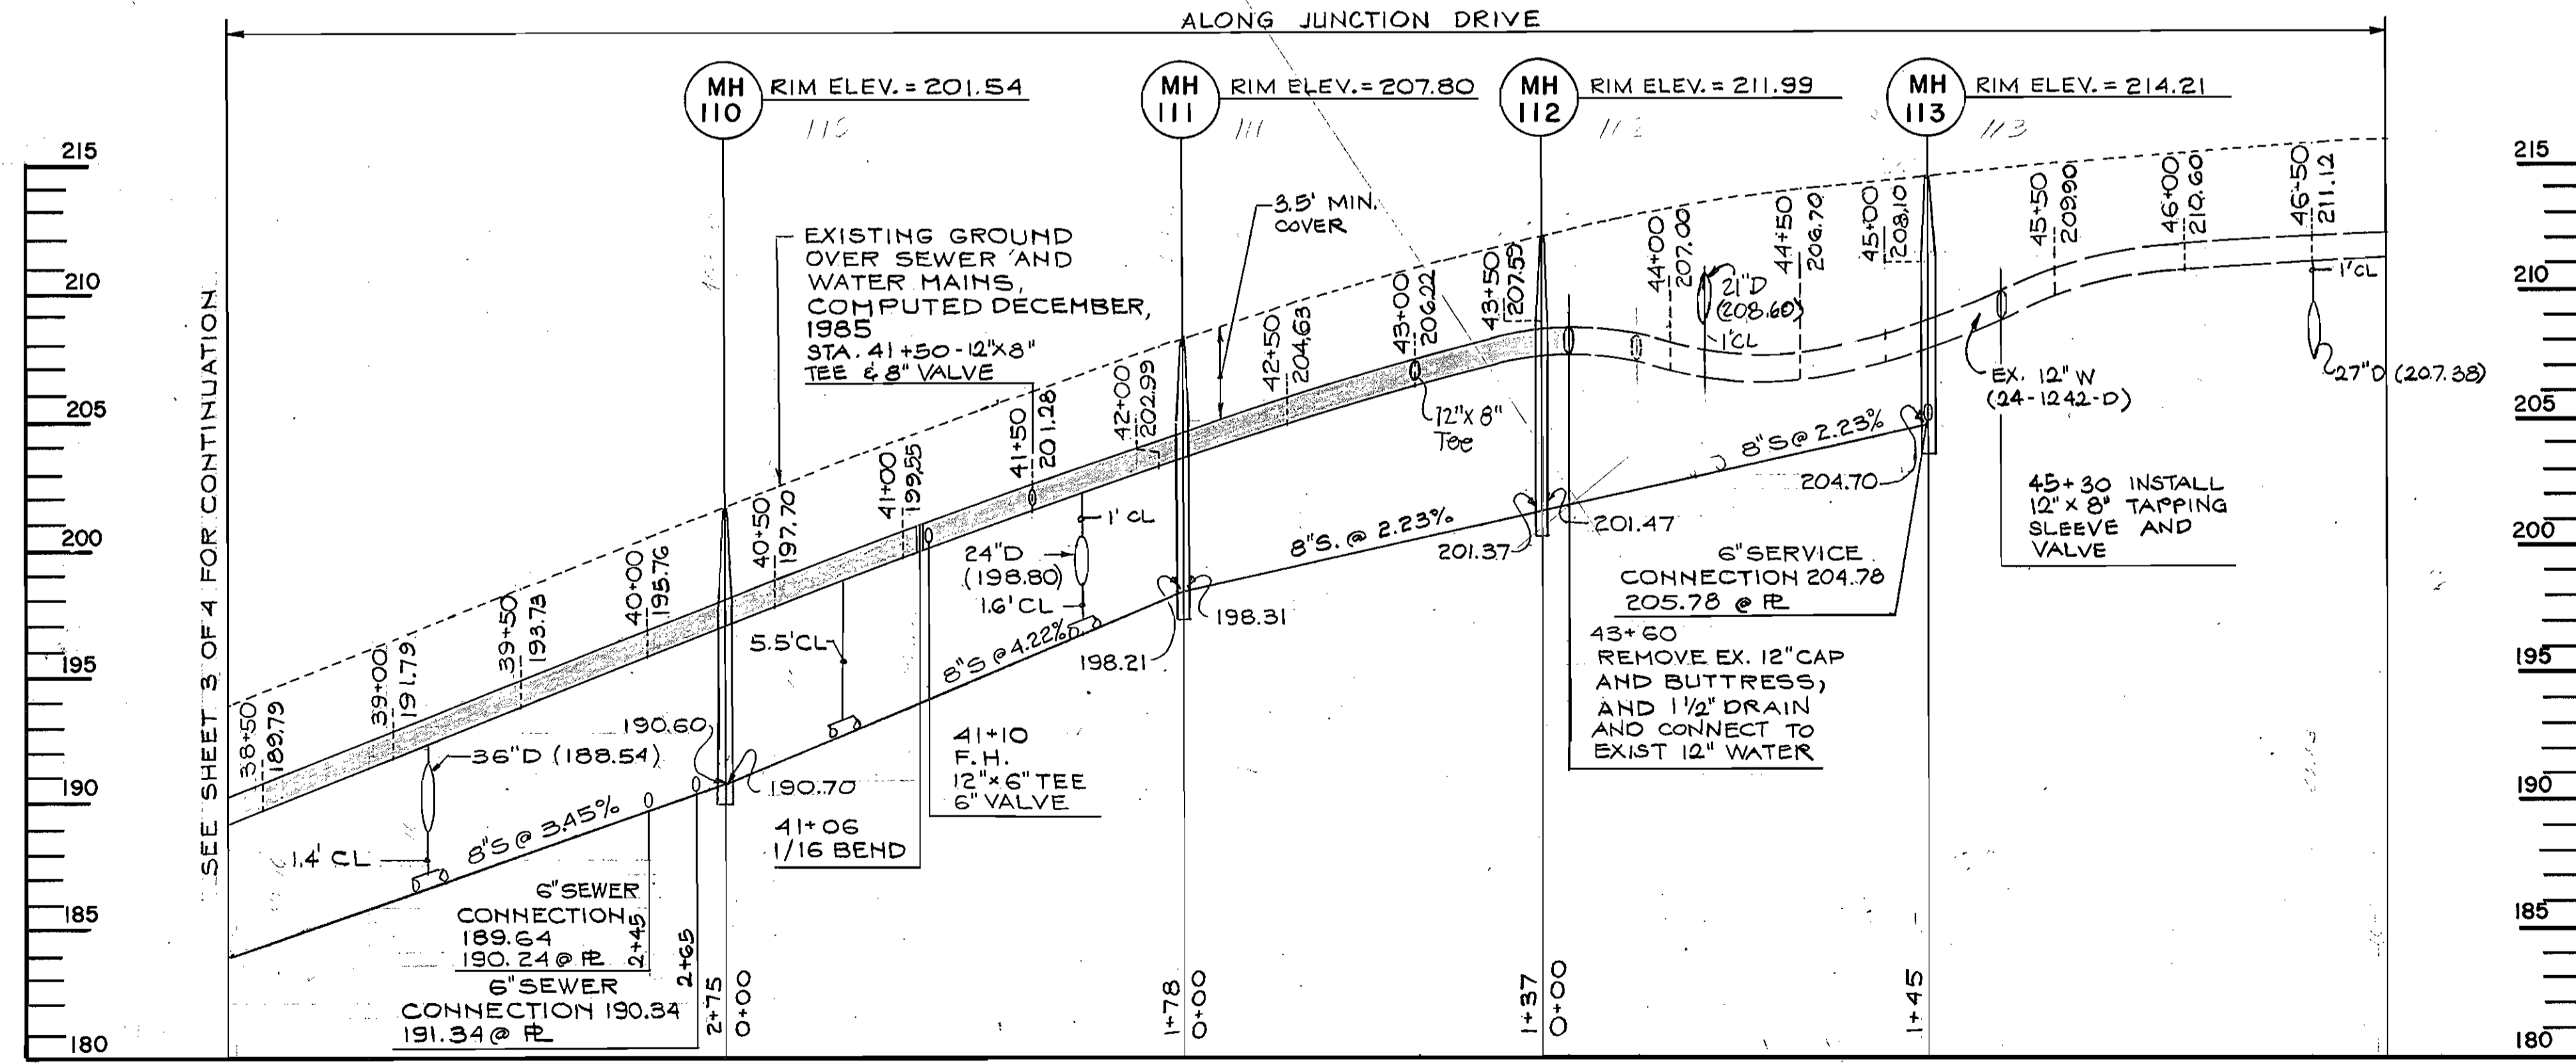 ALONG JUNCTION DRIVE
MH 110
RIM ELEV. = 201.54
MH 111
RIM ELEV. = 207.80
MH 112
RIM ELEV. = 211.99
MH 113
RIM ELEV. = 214.21
111
113
215
210
205
200
195
190
185
180
SEE SHEET 3 OF 4 FOR CONTINUATION
EXISTING GROUND
OVER SEWER AND
WATER MAINS,
COMPUTED DECEMBER,
1985
STA. 41+50-12"X8"
TEE & 8" VALVE
3.5' MIN.
COVER
38+50
189.79
39+00
191.79
39+50
193.73
40+00
195.76
40+50
197.70
41+00
199.55
41+50
201.28
42+00
202.99
42+50
204.63
43+00
206.22
43+50
207.59
44+00
207.00
44+50
206.70
45+00
208.10
45+50
209.90
46+00
210.60
46+50
211.12
21"D
(208.60)
1'CL
1'CL
27"D (207.38)
EX. 12" W
(24-1242-D)
12"X 8"
Tee
1' CL
24"D
(198.80)
1.6' CL
5.5'CL
36"D (188.54)
1.4' CL
8"S @ 3.45%
8"S @ 4.22%
8"S. @ 2.23%
8"S @ 2.23%
190.60
190.70
198.21
198.31
201.37
201.47
204.70
6" SERVICE
CONNECTION 204.78
205.78 @ PL
45+30 INSTALL
12" X 8" TAPPING
SLEEVE AND
VALVE
43+60
REMOVE EX. 12" CAP
AND BUTTRESS,
AND 1 1/2" DRAIN
AND CONNECT TO
EXIST 12" WATER
41+10
F.H.
12"x 6" TEE
6" VALVE
41+06
1/16 BEND
6" SEWER
CONNECTION
189.64
190.24 @ PL
2+45
6" SEWER
CONNECTION 190.34
191.34 @ PL
2+65
2+75
0+00
1+78
0+00
1+37
0+00
1+45
215
210
205
200
195
190
185
180